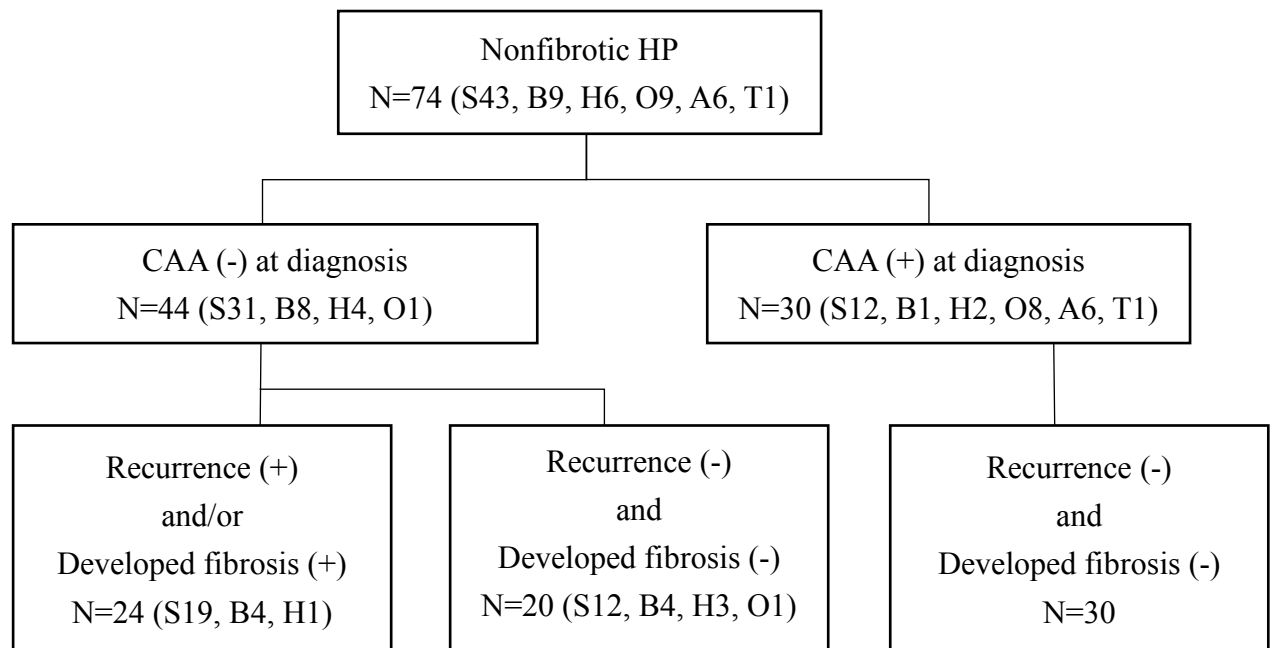 Nonfibrotic HP
N=74 (S43, B9, H6, O9, A6, T1)
CAA (-) at diagnosis
N=44 (S31, B8, H4, O1)
CAA (+) at diagnosis
N=30 (S12, B1, H2, O8, A6, T1)
Recurrence (+)
and/or
Developed fibrosis (+)
N=24 (S19, B4, H1)
Recurrence (-)
and
Developed fibrosis (-)
N=20 (S12, B4, H3, O1)
Recurrence (-)
and
Developed fibrosis (-)
N=30